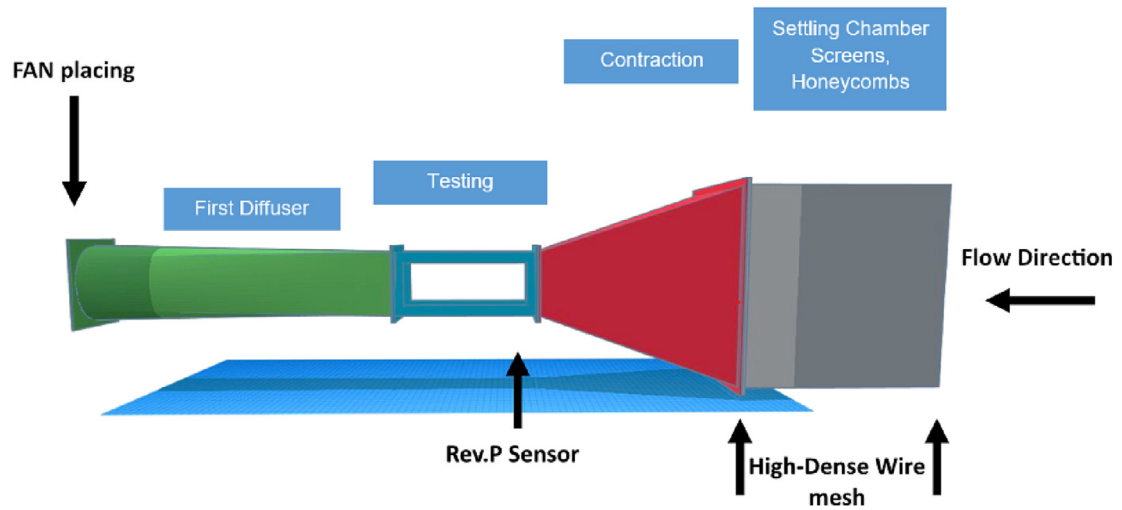 Settling Chamber
Screens,
Honeycombs
Contraction
FAN placing
Testing
First Diffuser
Flow Direction
Rev.P Sensor
High-Dense Wire
mesh